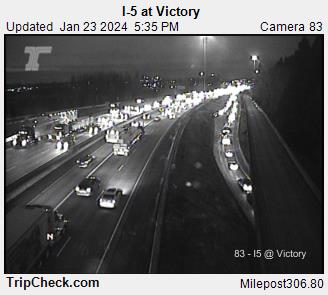 I-5 at Victory
Updated  Jan 23 2024  5:35 PM
Camera 83
T
83 - I5 @ Victory
TripCheck.com
Milepost306.80